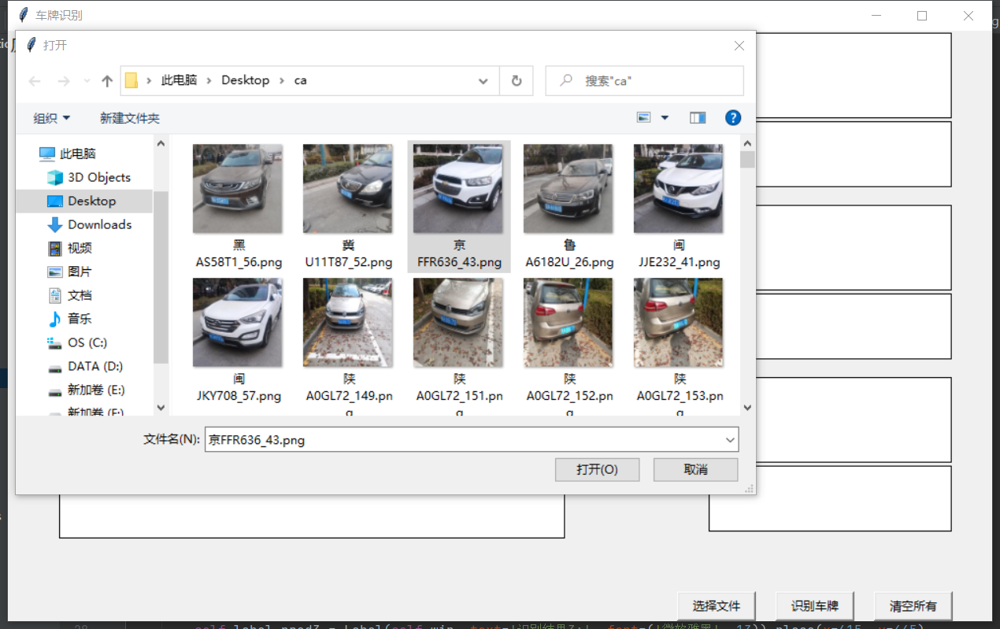 车牌识别
打开
此电脑 > Desktop > ca
搜索"ca"
组织
新建文件夹
此电脑
3D Objects
Desktop
Downloads
视频
图片
文档
音乐
OS (C:)
DATA (D:)
新加卷 (E:)
新加卷 (F:)
黑
AS58T1_56.png
冀
U11T87_52.png
京
FFR636_43.png
鲁
A6182U_26.png
闽
JJE232_41.png
闽
JKY708_57.png
陕
A0GL72_149.pn
g
陕
A0GL72_151.pn
g
陕
A0GL72_152.pn
g
陕
A0GL72_153.pn
g
文件名(N):
京FFR636_43.png
打开(O)
取消
选择文件
识别车牌
清空所有